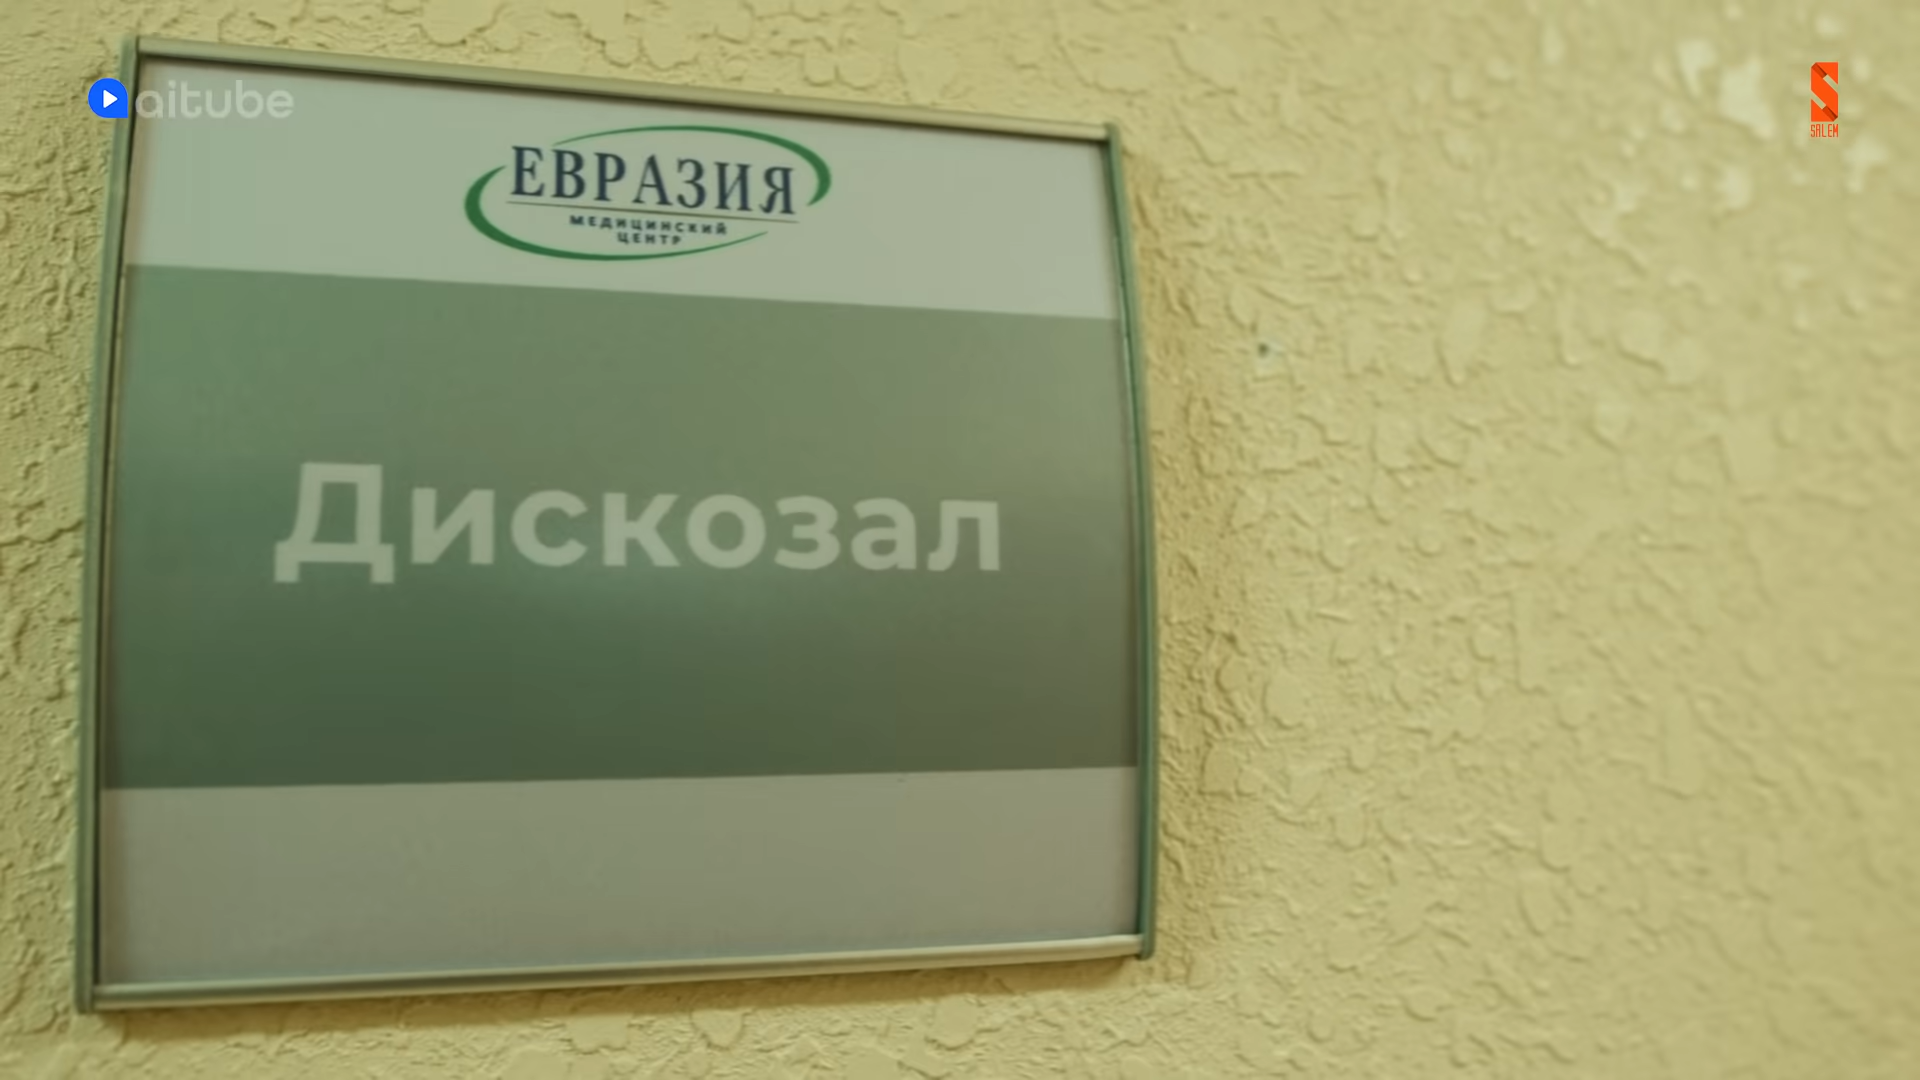 aitube
SALEM
ЕВРАЗИЯ
МЕДИЦИНСКИЙ
ЦЕНТР
Дискозал